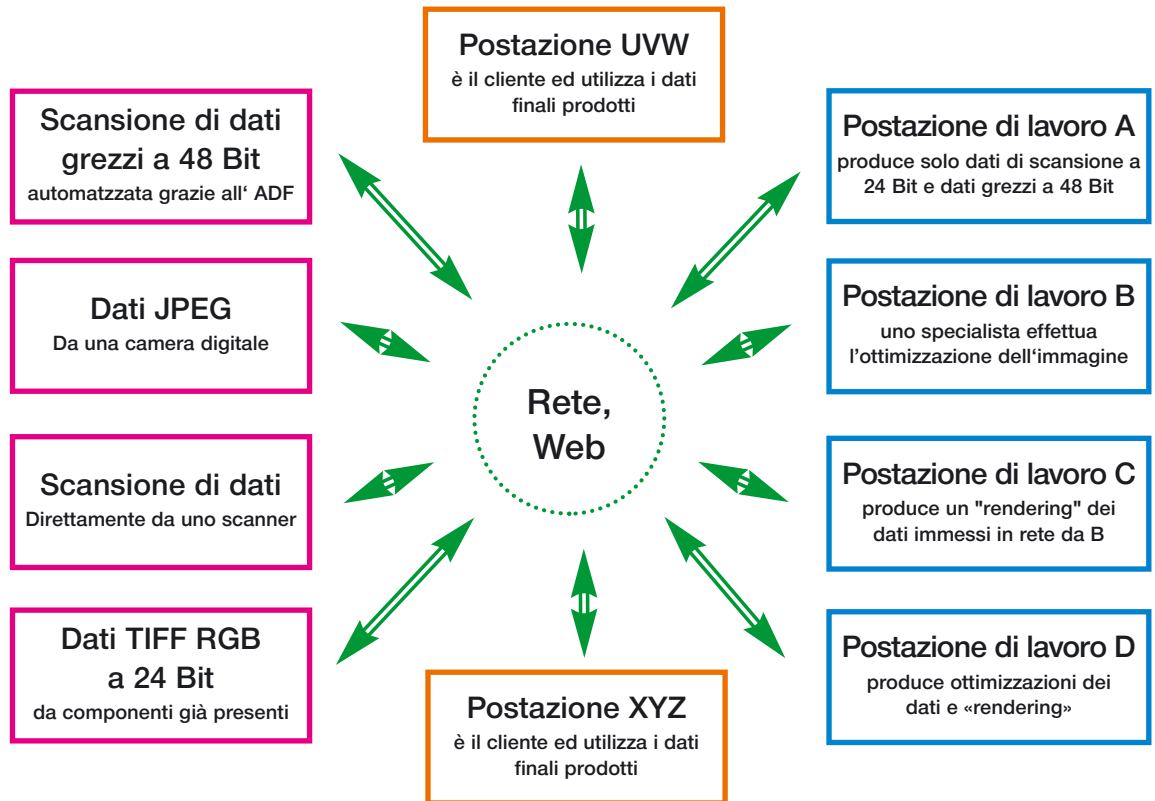 Postazione UVW
è il cliente ed utilizza i dati
finali prodotti
Scansione di dati
grezzi a 48 Bit
automatzzata grazie all‘ ADF
Postazione di lavoro A
produce solo dati di scansione a
24 Bit e dati grezzi a 48 Bit
Dati JPEG
Da una camera digitale
Postazione di lavoro B
uno specialista effettua
l’ottimizzazione dell‘immagine
Rete,
Web
Scansione di dati
Direttamente da uno scanner
Postazione di lavoro C
produce un "rendering" dei
dati immessi in rete da B
Dati TIFF RGB
a 24 Bit
da componenti già presenti
Postazione di lavoro D
produce ottimizzazioni dei
dati e «rendering»
Postazione XYZ
è il cliente ed utilizza i dati
finali prodotti